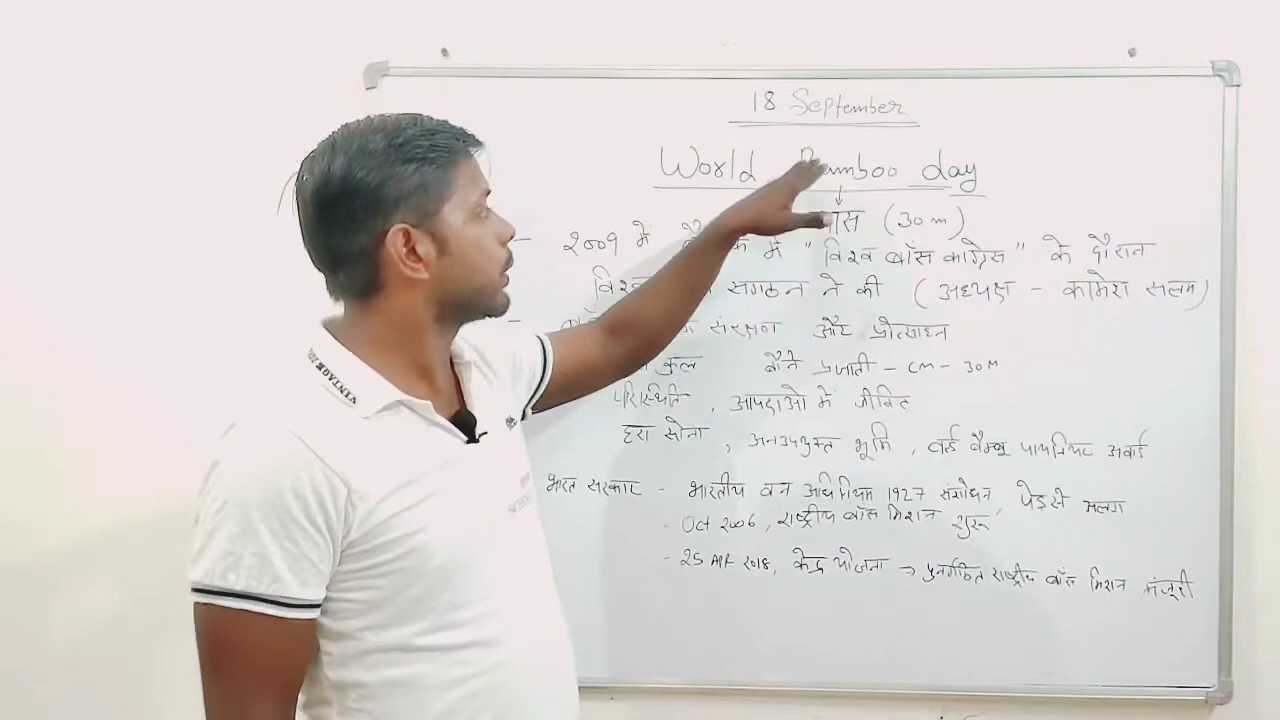 18 September
World Bamboo day
(30 m)
२००९ में में " विश्व बाँस कांग्रेस " के दौरान
विश्व संगठन ने की ( अध्यक्ष - कामेश सलाम )
संरक्षण और प्रोत्साहन
कुल बौने प्रजाती - cm - 30 M
परिस्थिति , आपदाओ में जीवित
हरा सोना , अनउपयुक्त भूमि , वर्ल्ड बैम्बू पायनियर अवार्ड
भारत सरकार - भारतीय वन अधिनियम 1927 संशोधन , पेड़ से अलग
- Oct 2006 , राष्ट्रीय बाँस मिशन शुरू
- 25 APR 2018 , केंद्र योजना → पुनर्गठित राष्ट्रीय बाँस मिशन मंजूरी
VINTAGE